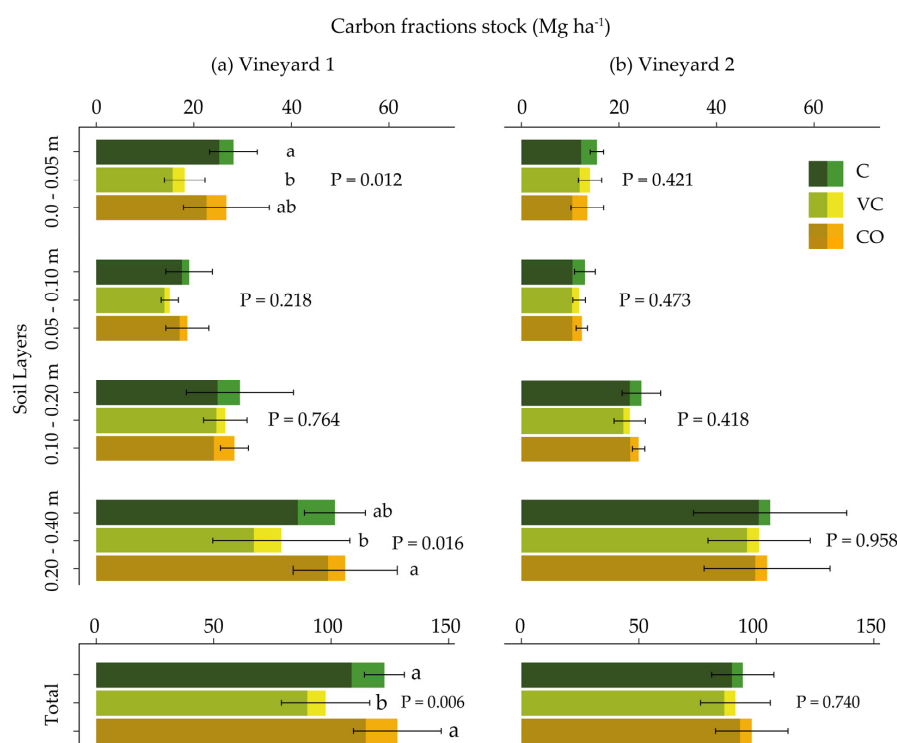 Carbon fractions stock (Mg ha⁻¹)
(a) Vineyard 1
(b) Vineyard 2
0 20 40 60
0 20 40 60
Soil Layers
0.0 - 0.05 m
a
b
ab
P = 0.012
P = 0.421
C
VC
CO
0.05 - 0.10 m
P = 0.218
P = 0.473
0.10 - 0.20 m
P = 0.764
P = 0.418
0.20 - 0.40 m
ab
b
a
P = 0.016
P = 0.958
0 50 100 150
0 50 100 150
Total
a
b
a
P = 0.006
P = 0.740